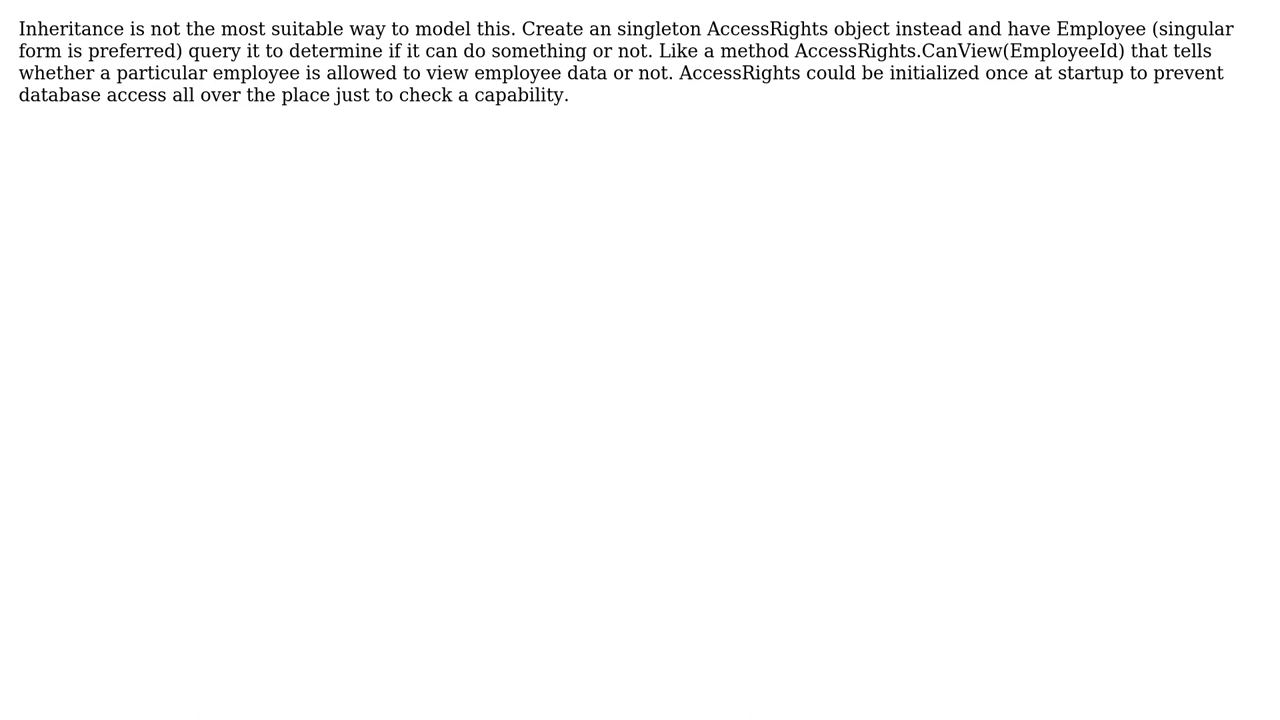 Inheritance is not the most suitable way to model this. Create an singleton AccessRights object instead and have Employee (singular
form is preferred) query it to determine if it can do something or not. Like a method AccessRights.CanView(EmployeeId) that tells
whether a particular employee is allowed to view employee data or not. AccessRights could be initialized once at startup to prevent
database access all over the place just to check a capability.